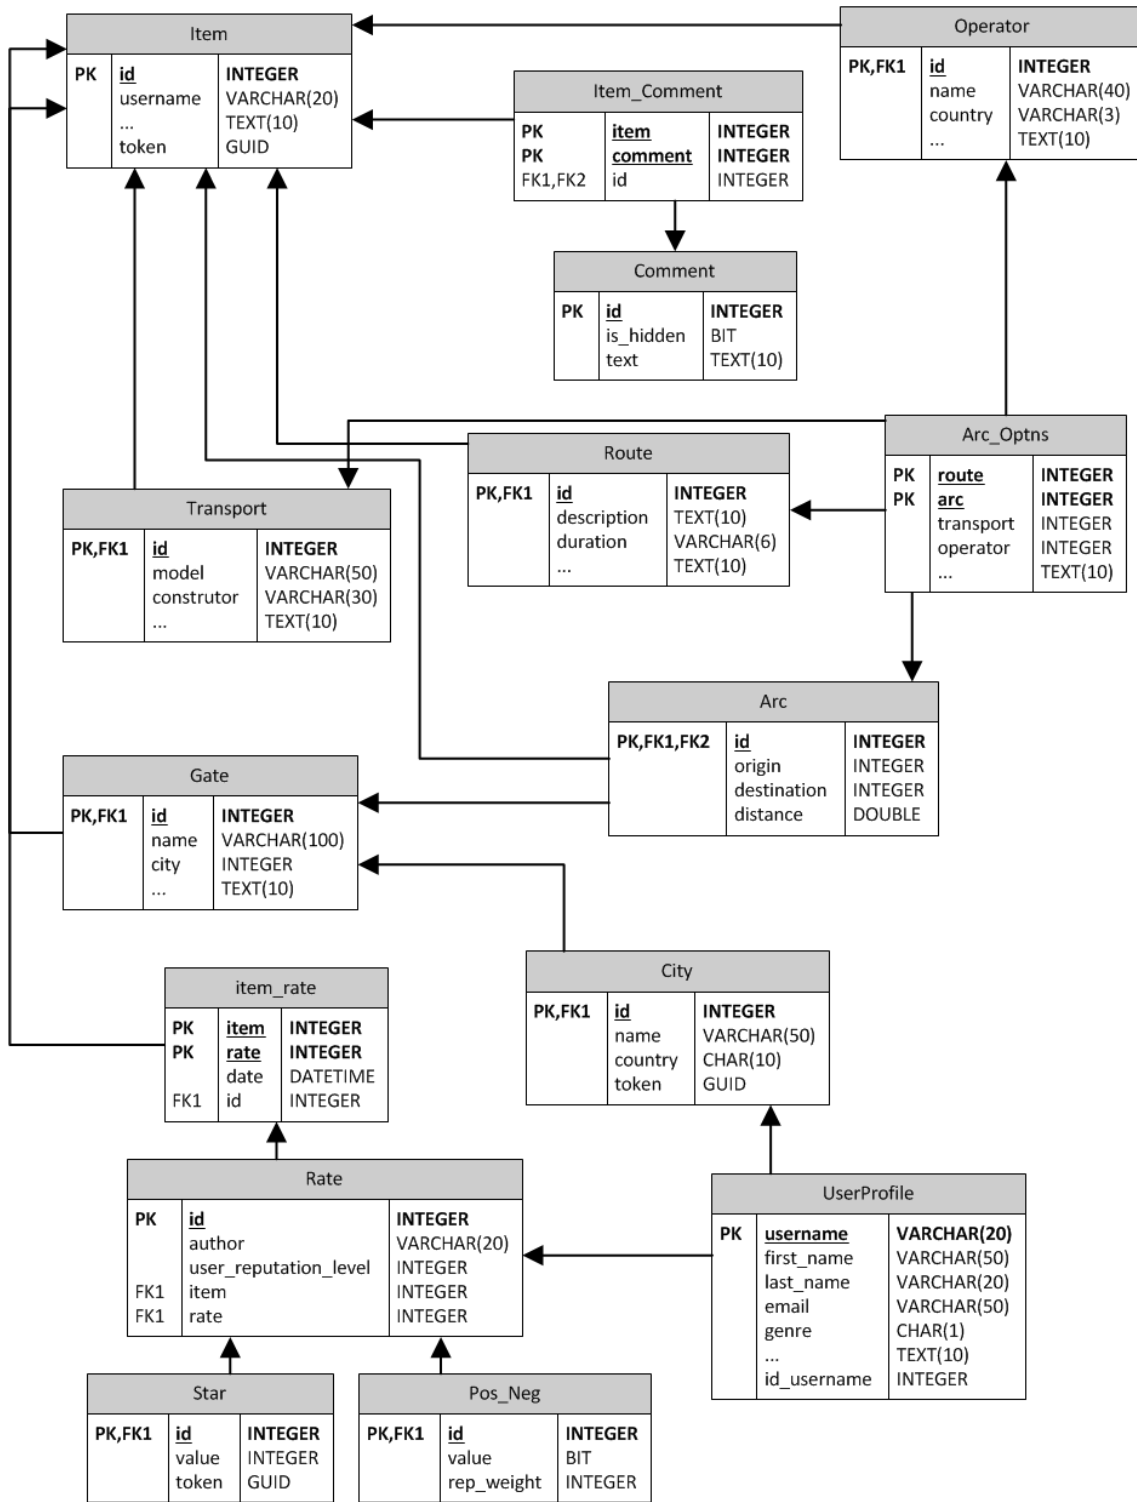 Item
PK id INTEGER
username VARCHAR(20)
... TEXT(10)
token GUID
Operator
PK,FK1 id INTEGER
name VARCHAR(40)
country VARCHAR(3)
... TEXT(10)
Item_Comment
PK item INTEGER
PK comment INTEGER
FK1,FK2 id INTEGER
Comment
PK id INTEGER
is_hidden BIT
text TEXT(10)
Route
PK,FK1 id INTEGER
description TEXT(10)
duration VARCHAR(6)
... TEXT(10)
Arc_Optns
PK route INTEGER
PK arc INTEGER
transport INTEGER
operator INTEGER
... TEXT(10)
Transport
PK,FK1 id INTEGER
model VARCHAR(50)
construtor VARCHAR(30)
... TEXT(10)
Arc
PK,FK1,FK2 id INTEGER
origin INTEGER
destination INTEGER
distance DOUBLE
Gate
PK,FK1 id INTEGER
name VARCHAR(100)
city INTEGER
... TEXT(10)
City
PK,FK1 id INTEGER
name VARCHAR(50)
country CHAR(10)
token GUID
item_rate
PK item INTEGER
PK rate INTEGER
date DATETIME
FK1 id INTEGER
Rate
PK id INTEGER
author VARCHAR(20)
user_reputation_level INTEGER
FK1 item INTEGER
FK1 rate INTEGER
UserProfile
PK username VARCHAR(20)
first_name VARCHAR(50)
last_name VARCHAR(20)
email VARCHAR(50)
genre CHAR(1)
... TEXT(10)
id_username INTEGER
Star
PK,FK1 id INTEGER
value INTEGER
token GUID
Pos_Neg
PK,FK1 id INTEGER
value BIT
rep_weight INTEGER